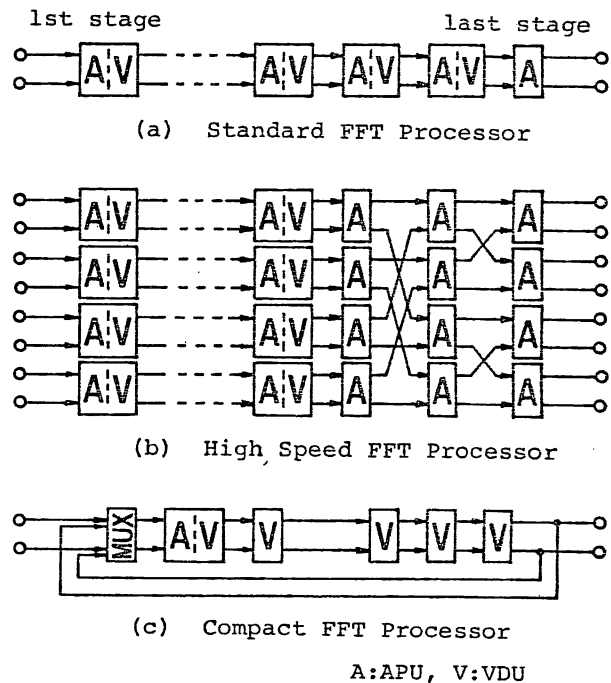 1st stage
last stage
A V A V A V A V A
(a) Standard FFT Processor
A V A V A A A
A V A V A A A
A V A V A A A
A V A V A A A
(b) High Speed FFT Processor
MUX A V V V V V
(c) Compact FFT Processor
A:APU, V:VDU